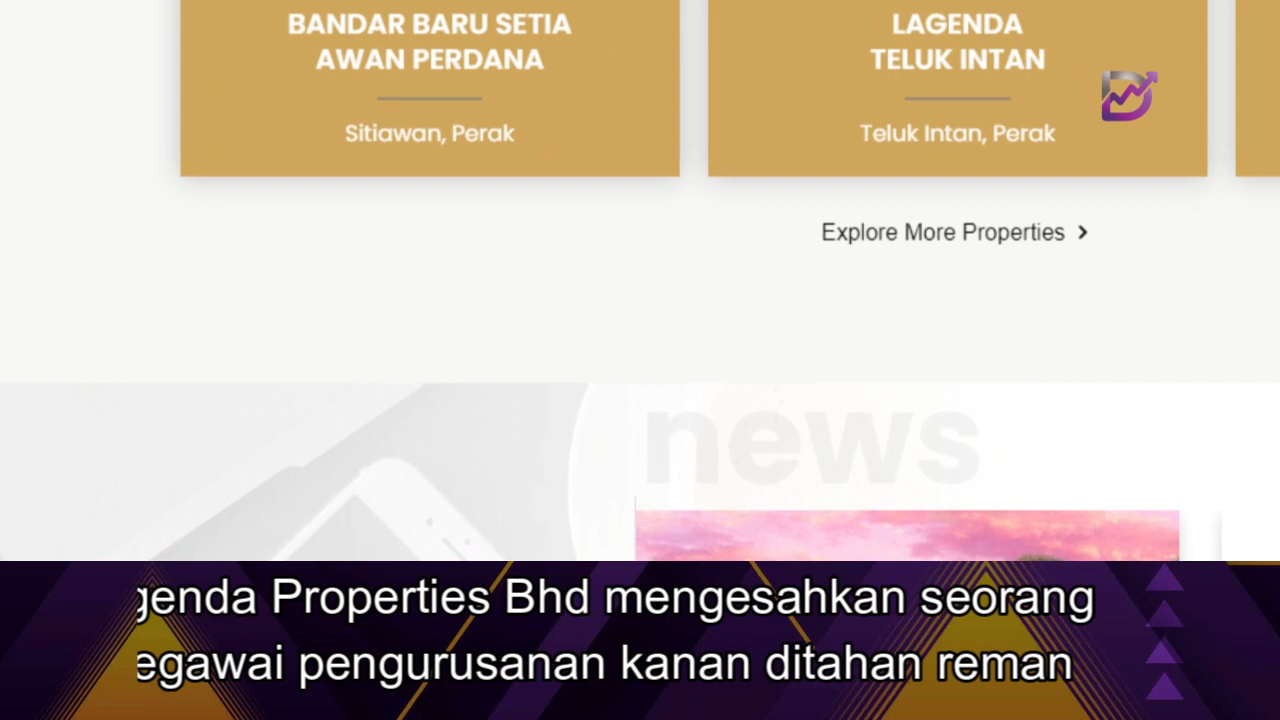 BANDAR BARU SETIA
AWAN PERDANA
Sitiawan, Perak
LAGENDA
TELUK INTAN
Teluk Intan, Perak
Explore More Properties
news
genda Properties Bhd mengesahkan seorang
egawai pengurusanan kanan ditahan reman